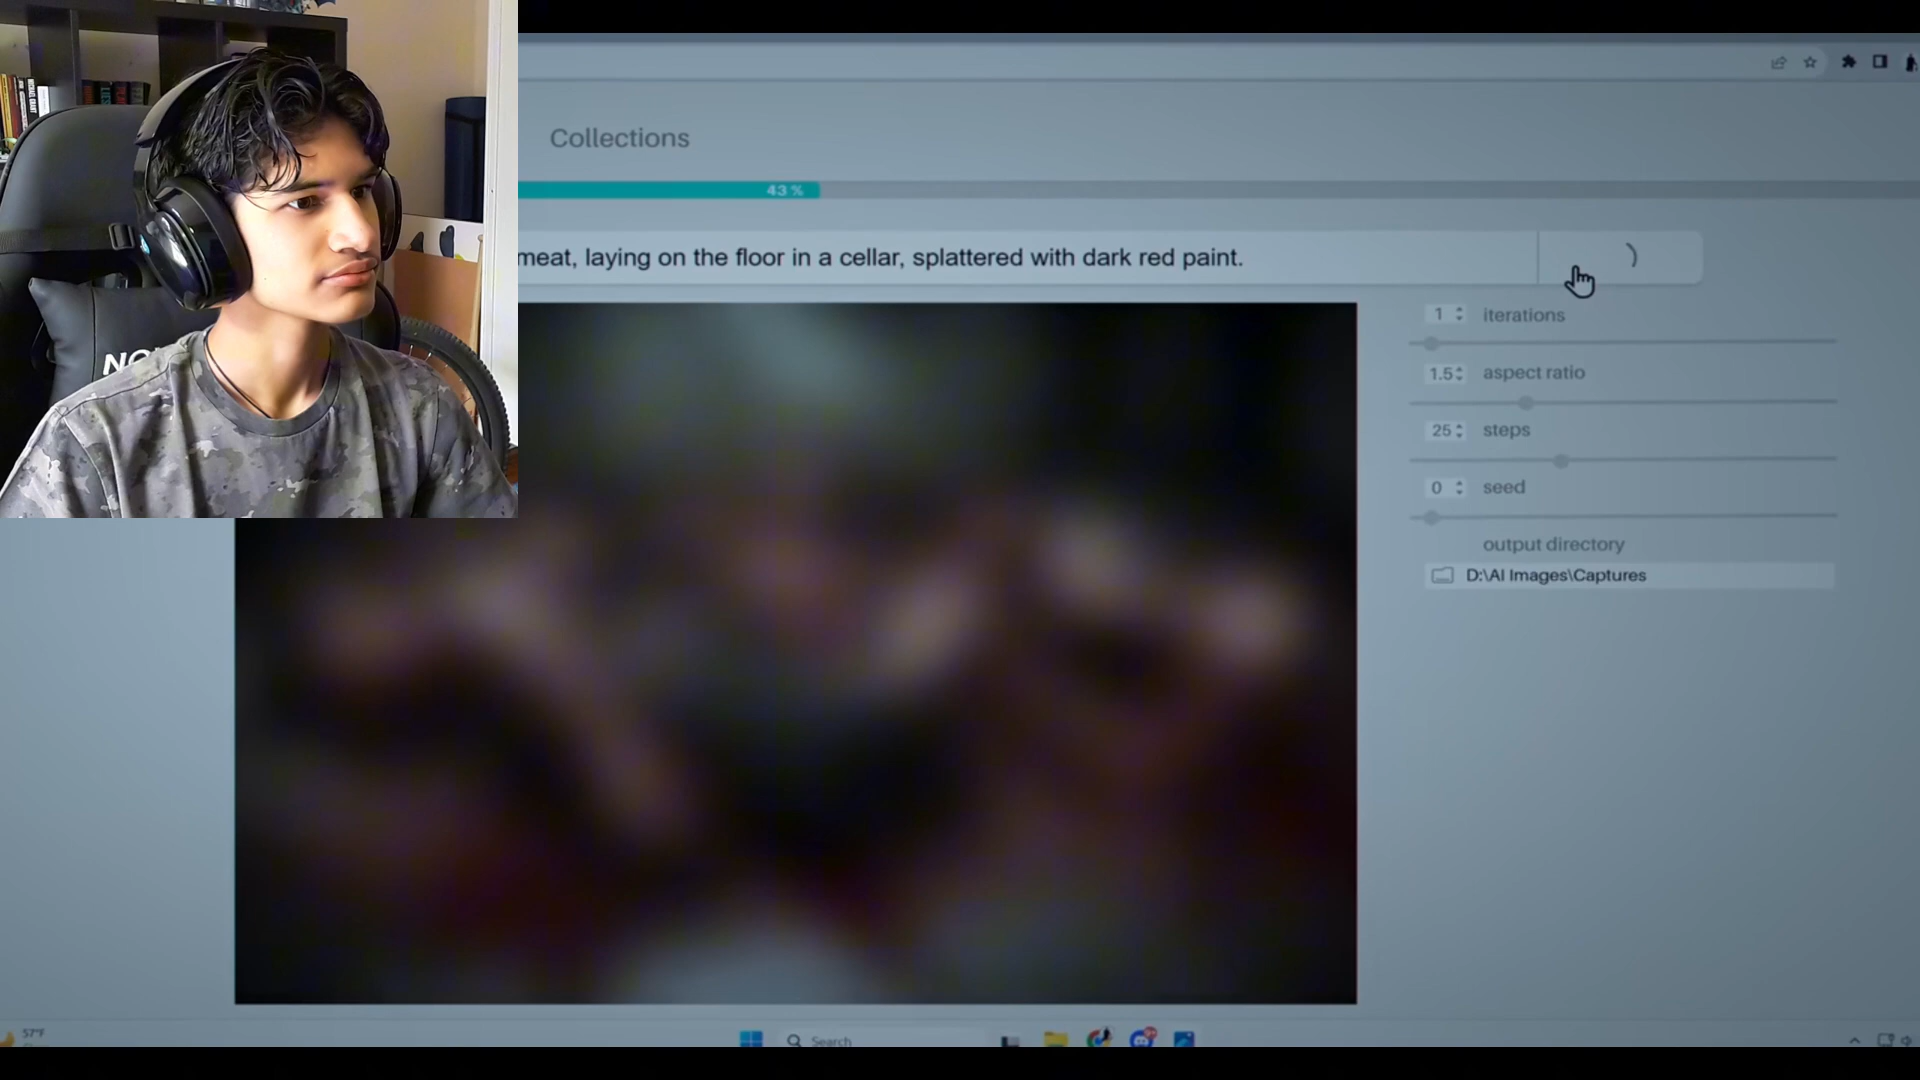 Collections
43 %
meat, laying on the floor in a cellar, splattered with dark red paint.
1 iterations
1.5 aspect ratio
25 steps
0 seed
output directory
D:\AI Images\Captures
57°F
Search